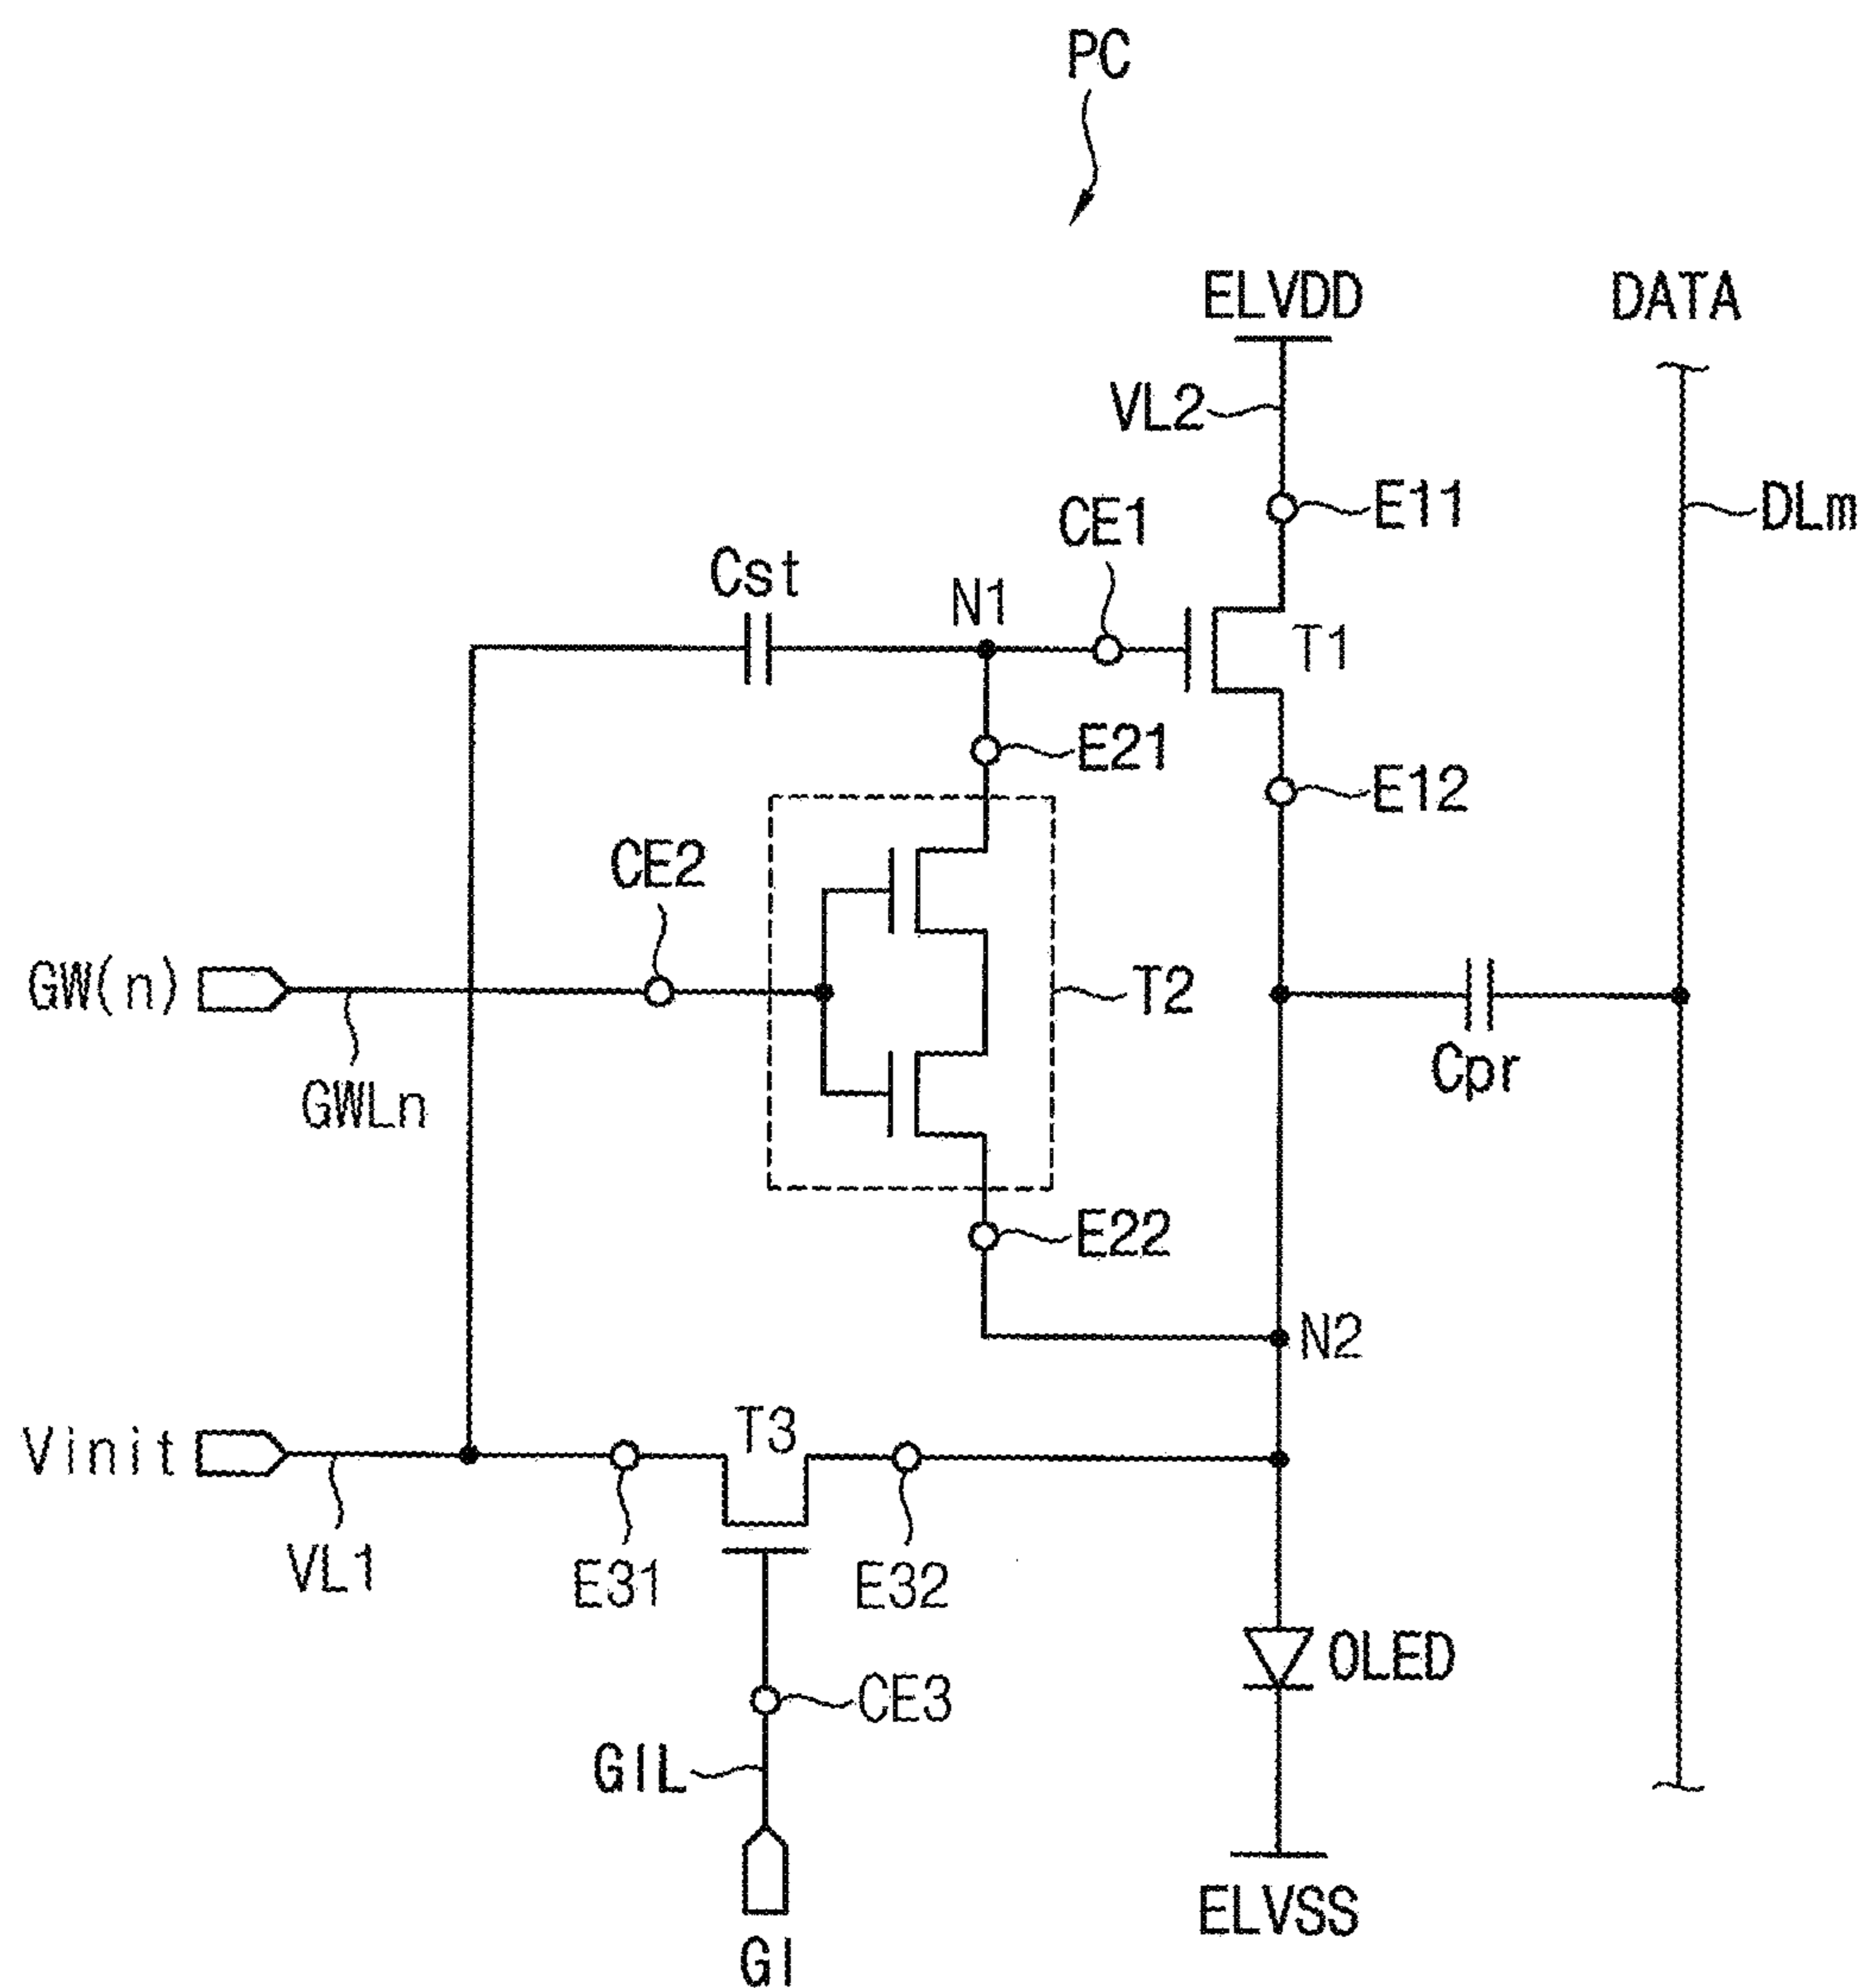 PC
ELVDD
DATA
VL2
E11
DLm
CE1
Cst
N1
T1
E21
E12
CE2
GW(n)
T2
Cpr
GWLn
E22
N2
T3
Vinit
VL1
E31
E32
OLED
CE3
GIL
ELVSS
GI